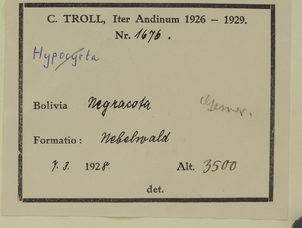 C. TROLL, Iter Andinum 1926 – 1929.
Nr. 1676.
Hypocyrta
Bolivia Negracota
Formatio: Nebelwald
7. 3. 1928 Alt. 3500
det.